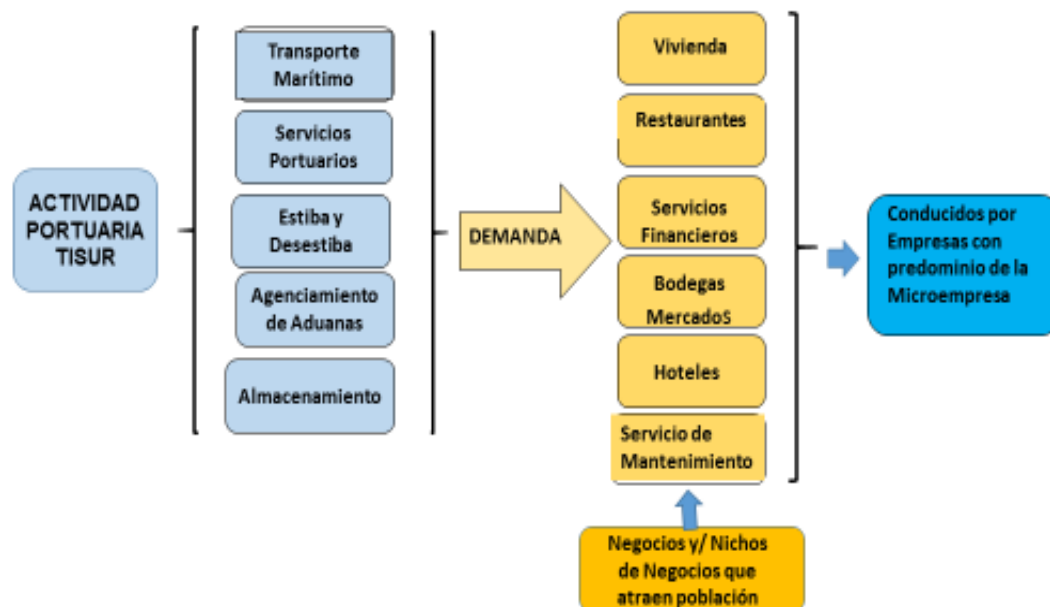 ACTIVIDAD
PORTUARIA
TISUR
Transporte
Marítimo
Servicios
Portuarios
Estiba y
Desestiba
Agenciamiento
de Aduanas
Almacenamiento
DEMANDA
Vivienda
Restaurantes
Servicios
Financieros
Bodegas
MercadoS
Hoteles
Servicio de
Mantenimiento
Negocios y/ Nichos
de Negocios que
atraen población
Conducidos por
Empresas con
predominio de la
Microempresa